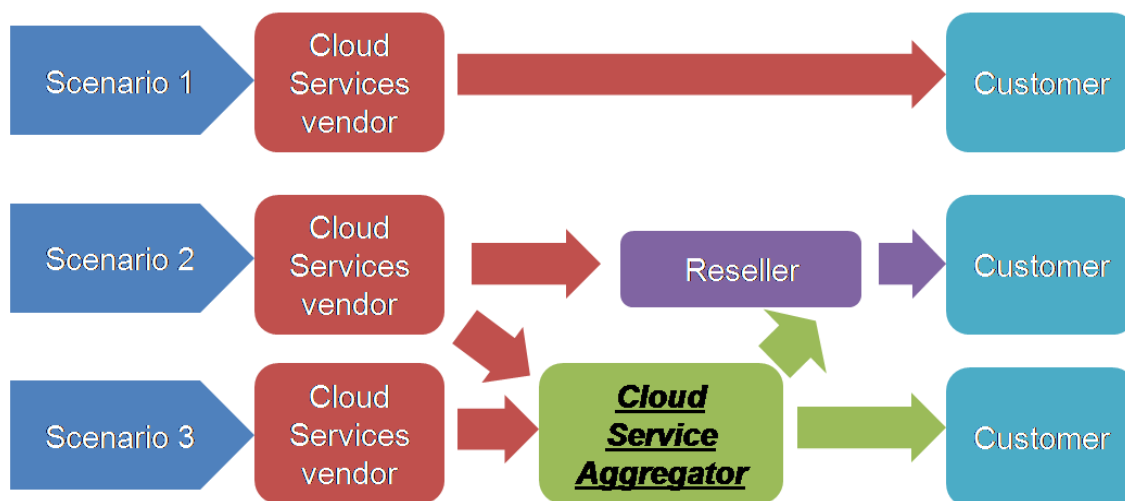 Scenario 1
Cloud
Services
vendor
Customer
Scenario 2
Cloud
Services
vendor
Reseller
Customer
Scenario 3
Cloud
Services
vendor
Cloud
Service
Aggregator
Customer